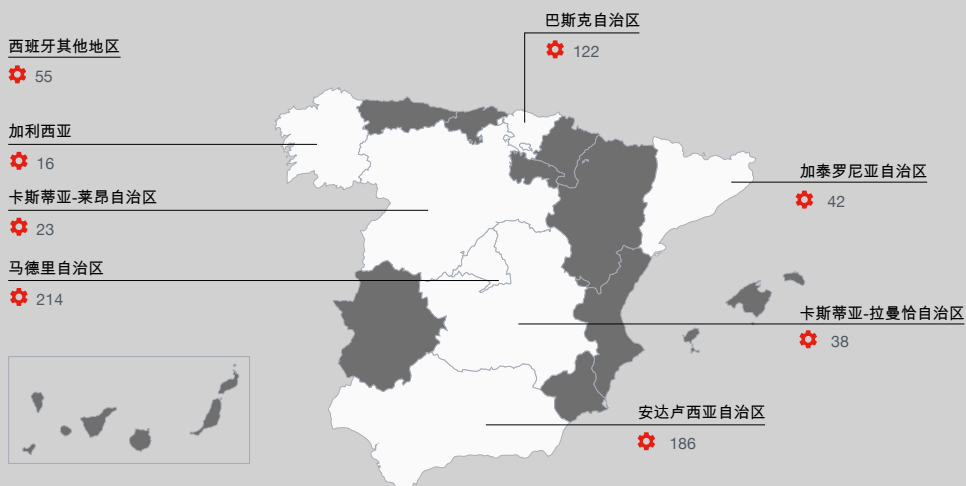 巴斯克自治区
122
西班牙其他地区
55
加利西亚
16
加泰罗尼亚自治区
42
卡斯蒂亚-莱昂自治区
23
马德里自治区
214
卡斯蒂亚-拉曼恰自治区
38
安达卢西亚自治区
186